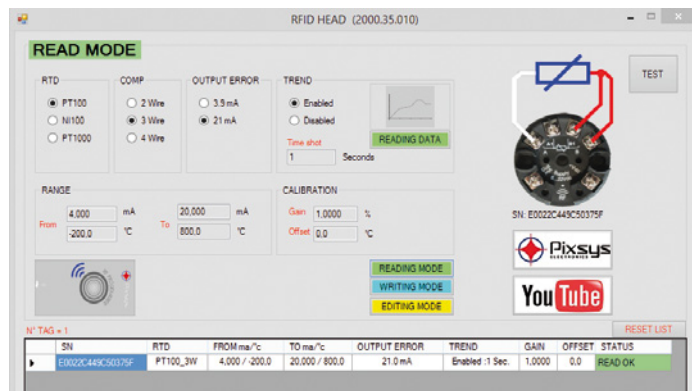 RFID HEAD (2000.35.010)
READ MODE
RTD
PT100
NI100
PT1000
COMP
2 Wire
3 Wire
4 Wire
OUTPUT ERROR
3.9 mA
21 mA
TREND
Enabled
Disabled
Time shot
1 Seconds
READING DATA
TEST
RANGE
From 4,000 mA To 20,000 mA
-200,0 °C 800,0 °C
CALIBRATION
Gain 1,0000 %
Offset 0,0 °C
SN: E0022C449C50375F
Pixsys
ELECTRONICS
READING MODE
WRITING MODE
EDITING MODE
YouTube
N° TAG = 1
RESET LIST
SN RTD FROM ma/°c TO ma/°c OUTPUT ERROR TREND GAIN OFFSET STATUS
E0022C449C50375F PT100_3W 4,000 / -200,0 20,000 / 800,0 21.0 mA Enabled :1 Sec. 1,0000 0,0 READ OK